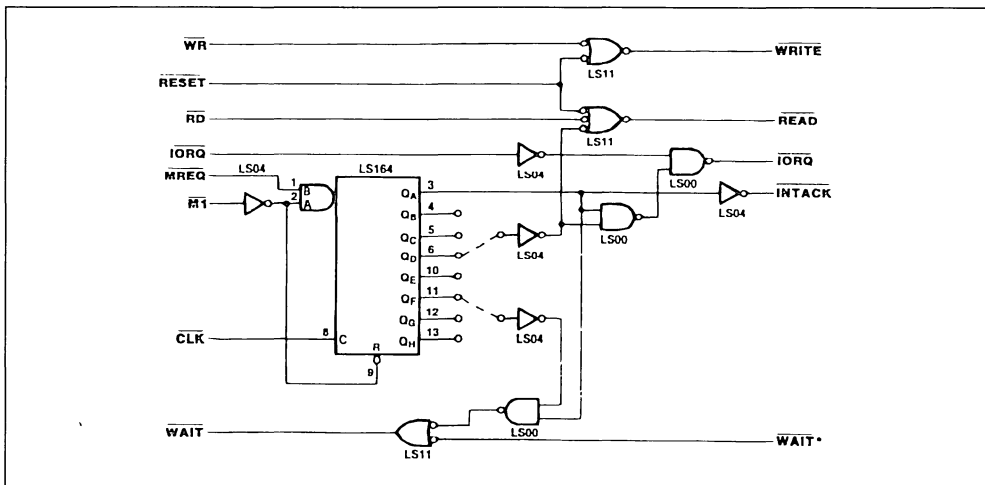 WR
WRITE
LS11
RESET
RD
READ
LS11
IORQ
LS04
IORQ
LS00
MREQ
LS04
LS164
1
B
2
A
M1
QA 3
QB 4
QC 5
QD 6
QE 10
QF 11
QG 12
QH 13
INTACK
LS04
LS00
LS04
LS04
CLK
8
C
R
9
WAIT
LS11
LS00
WAIT*